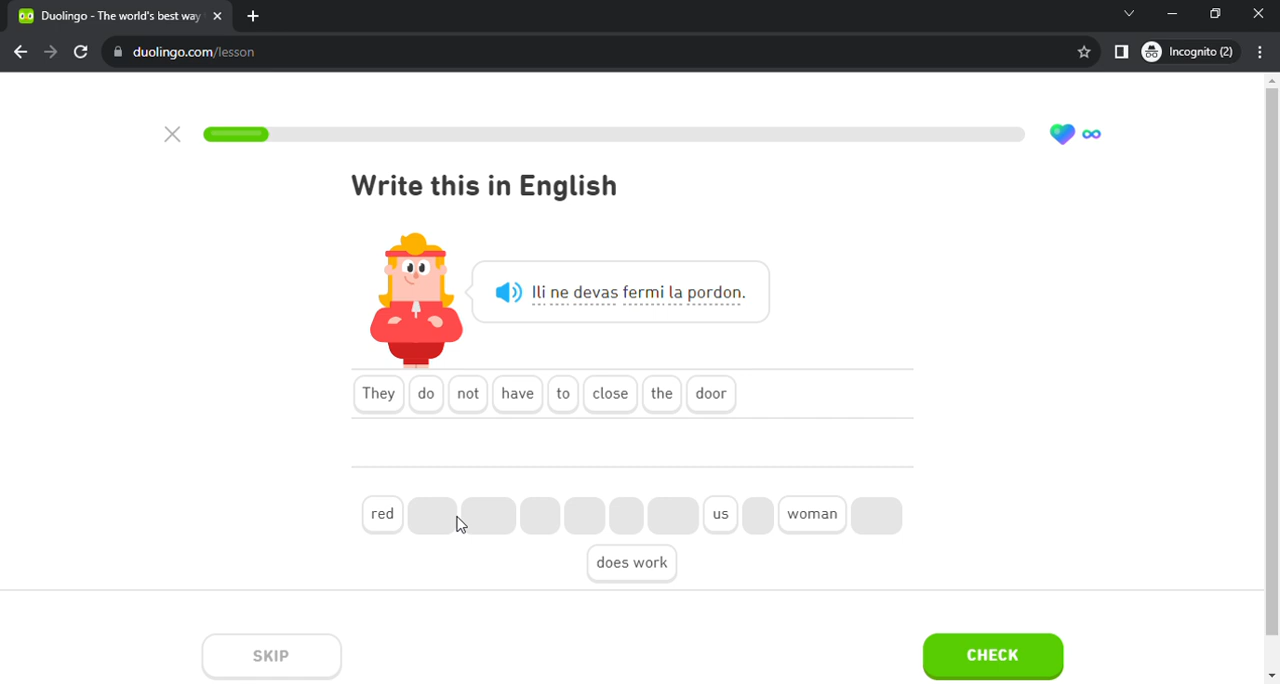 Duolingo - The world's best way
duolingo.com/lesson
Incognito (2)
Write this in English
Ili ne devas fermi la pordon.
They do not have to close the door
red us woman
does work
SKIP
CHECK